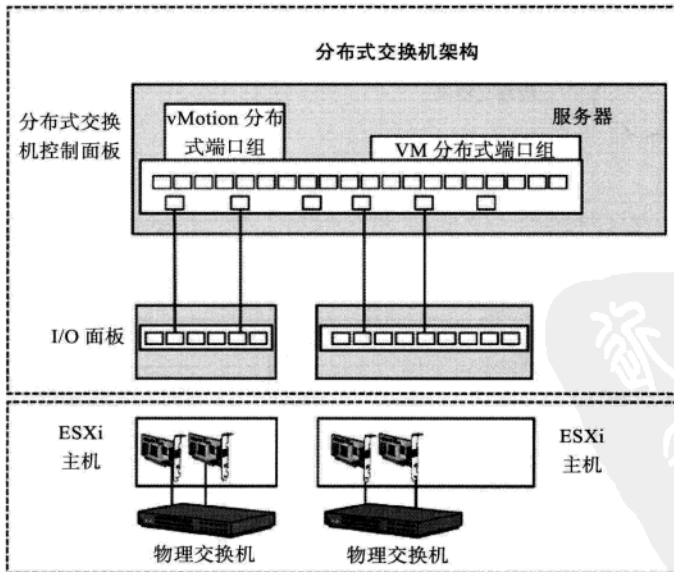 分布式交换机架构
分布式交换
机控制面板
vMotion 分布
式端口组
服务器
VM 分布式端口组
I/O 面板
ESXi
主机
ESXi
主机
物理交换机
物理交换机